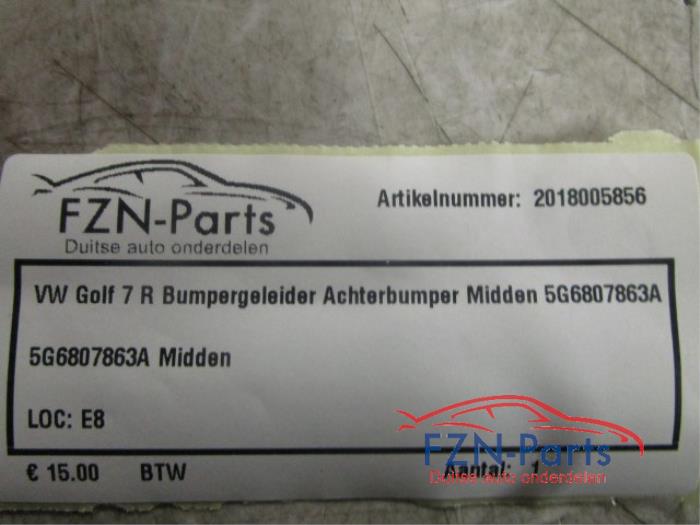 FZN-Parts
Duitse auto onderdelen
Artikelnummer: 2018005856
VW Golf 7 R Bumpergeleider Achterbumper Midden 5G6807863A
5G6807863A Midden
LOC: E8
€ 15.00 BTW Aantal: 1
FZN-Parts
Duitse auto onderdelen